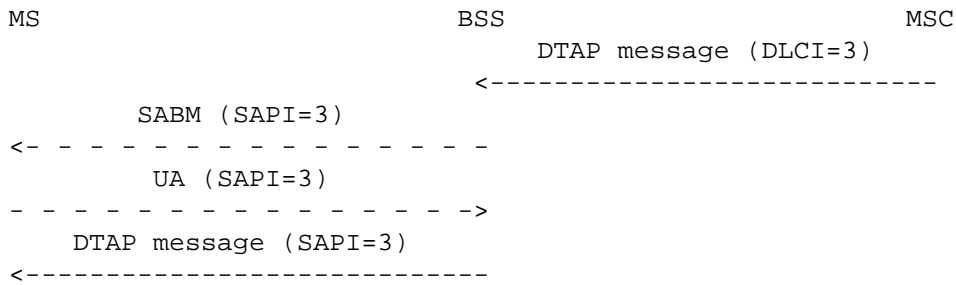 MS BSS MSC
DTAP message (DLCI=3)
<----------------------------
SABM (SAPI=3)
<- - - - - - - - - - - - - - -
UA (SAPI=3)
- - - - - - - - - - - - - - ->
DTAP message (SAPI=3)
<-----------------------------